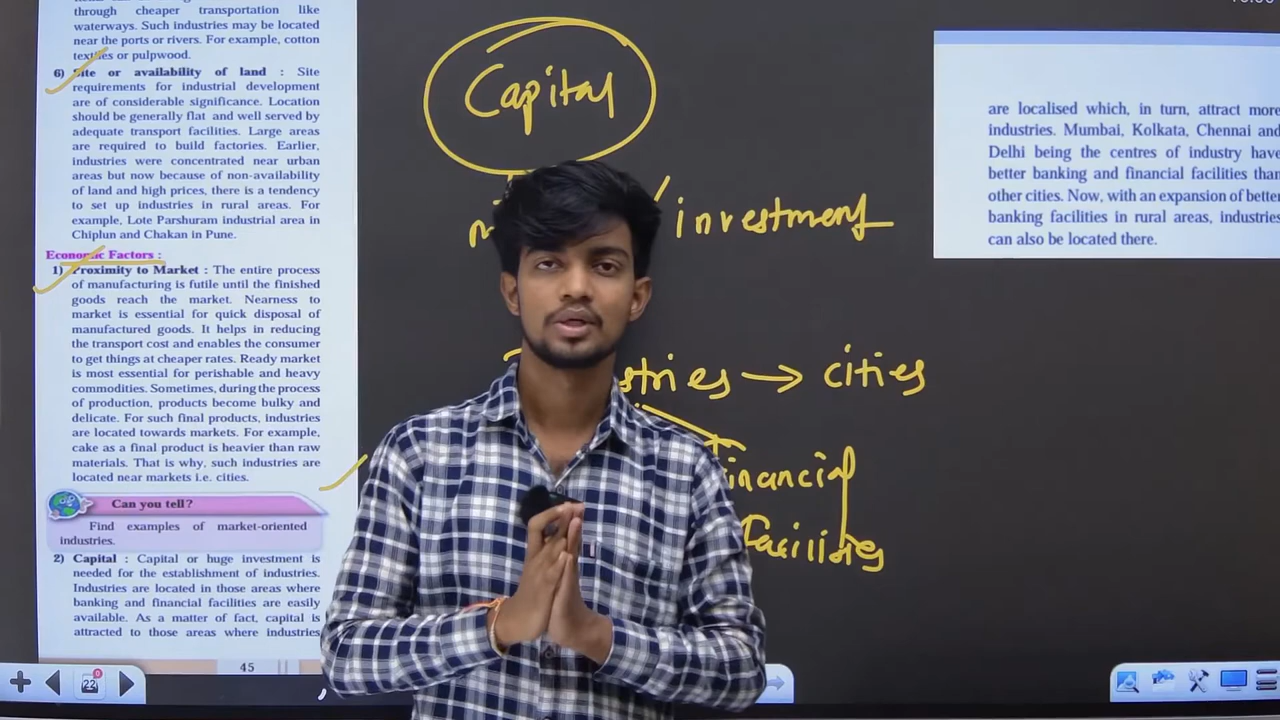 through cheaper transportation like
waterways. Such industries may be located
near the ports or rivers. For example, cotton
textiles or pulpwood.
6) Site or availability of land : Site
requirements for industrial development
are of considerable significance. Location
should be generally flat and well served by
adequate transport facilities. Large areas
are required to build factories. Earlier,
industries were concentrated near urban
areas but now because of non-availability
of land and high prices, there is a tendency
to set up industries in rural areas. For
example, Lote Parshuram industrial area in
Chiplun and Chakan in Pune.
Economic Factors :
1) Proximity to Market : The entire process
of manufacturing is futile until the finished
goods reach the market. Nearness to
market is essential for quick disposal of
manufactured goods. It helps in reducing
the transport cost and enables the consumer
to get things at cheaper rates. Ready market
is most essential for perishable and heavy
commodities. Sometimes, during the process
of production, products become bulky and
delicate. For such final products, industries
are located towards markets. For example,
cake as a final product is heavier than raw
materials. That is why, such industries are
located near markets i.e. cities.
Can you tell?
Find examples of market-oriented
industries.
2) Capital : Capital or huge investment is
needed for the establishment of industries.
Industries are located in those areas where
banking and financial facilities are easily
available. As a matter of fact, capital is
attracted to those areas where industries
45
22
Capital
/ investment
→ cities
Facilities
are localised which, in turn, attract more
industries. Mumbai, Kolkata, Chennai and
Delhi being the centres of industry have
better banking and financial facilities than
other cities. Now, with an expansion of better
banking facilities in rural areas, industries
can also be located there.